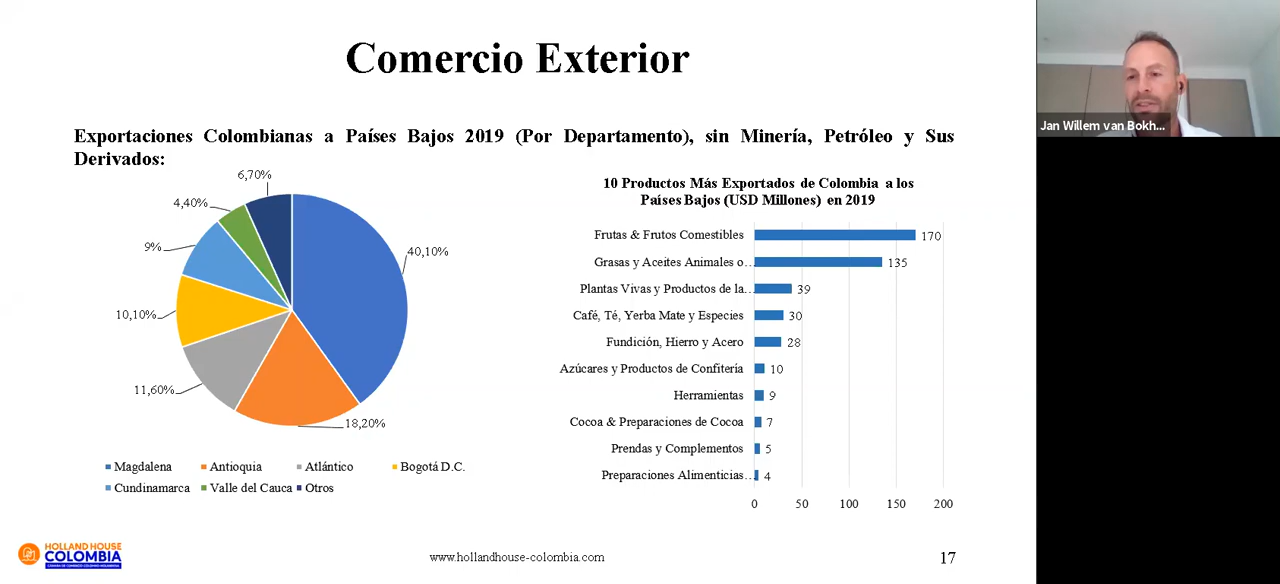 Comercio Exterior
Exportaciones Colombianas a Países Bajos 2019 (Por Departamento), sin Minería, Petróleo y Sus
Derivados:
6,70%
4,40%
9%
40,10%
10,10%
11,60%
18,20%
Magdalena
Antioquia
Atlántico
Bogotá D.C.
Cundinamarca
Valle del Cauca
Otros
10 Productos Más Exportados de Colombia a los
Países Bajos (USD Millones) en 2019
Frutas & Frutos Comestibles 170
Grasas y Aceites Animales o… 135
Plantas Vivas y Productos de la… 39
Café, Té, Yerba Mate y Especies 30
Fundición, Hierro y Acero 28
Azúcares y Productos de Confitería 10
Herramientas 9
Cocoa & Preparaciones de Cocoa 7
Prendas y Complementos 5
Preparaciones Alimenticias… 4
0 50 100 150 200
HOLLAND HOUSE
COLOMBIA
CÁMARA DE COMERCIO COLOMBO HOLANDESA
www.hollandhouse-colombia.com
17
Jan Willem van Bokh...